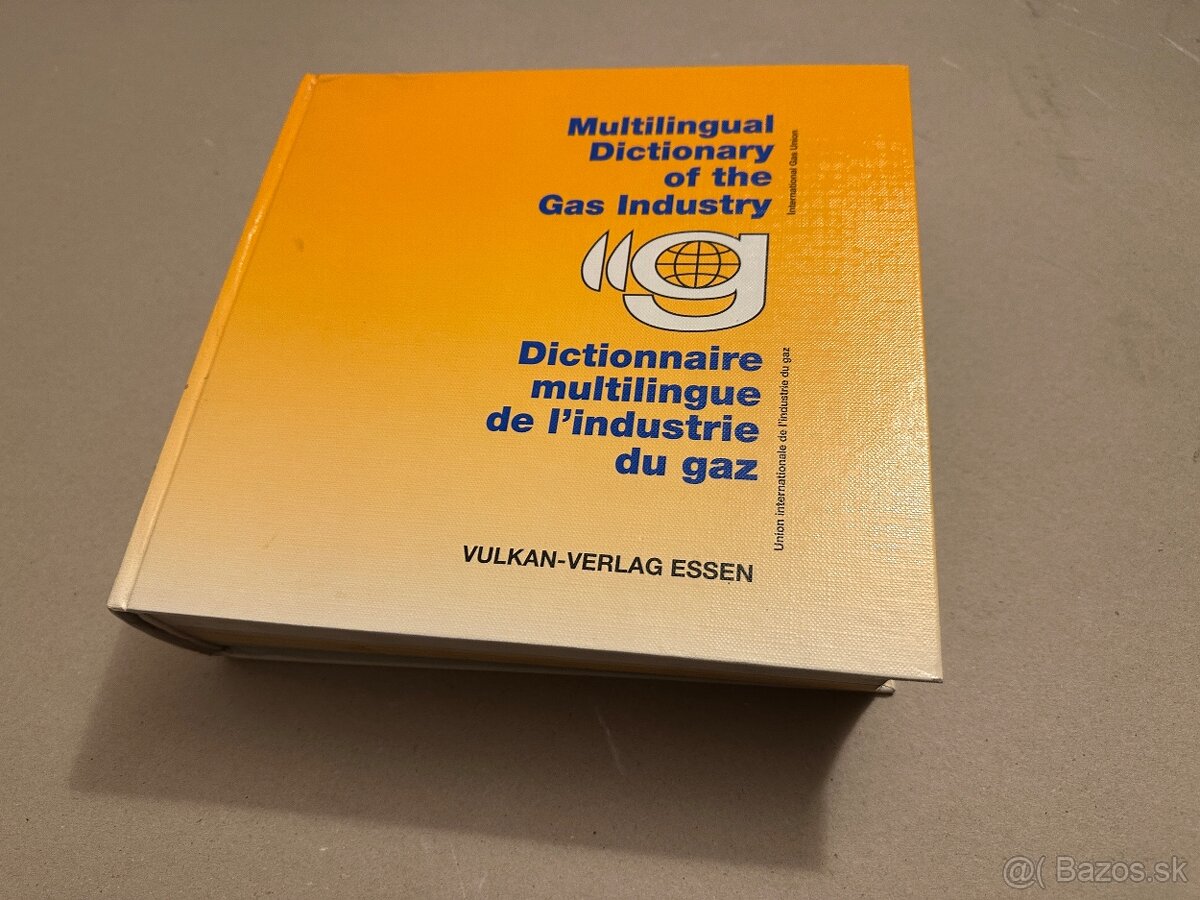 Multilingual
Dictionary
of the
Gas Industry
International Gas Union
g
Dictionnaire
multilingue
de l'industrie
du gaz
Union internationale de l'industrie du gaz
VULKAN-VERLAG ESSEN
@( Bazos.sk